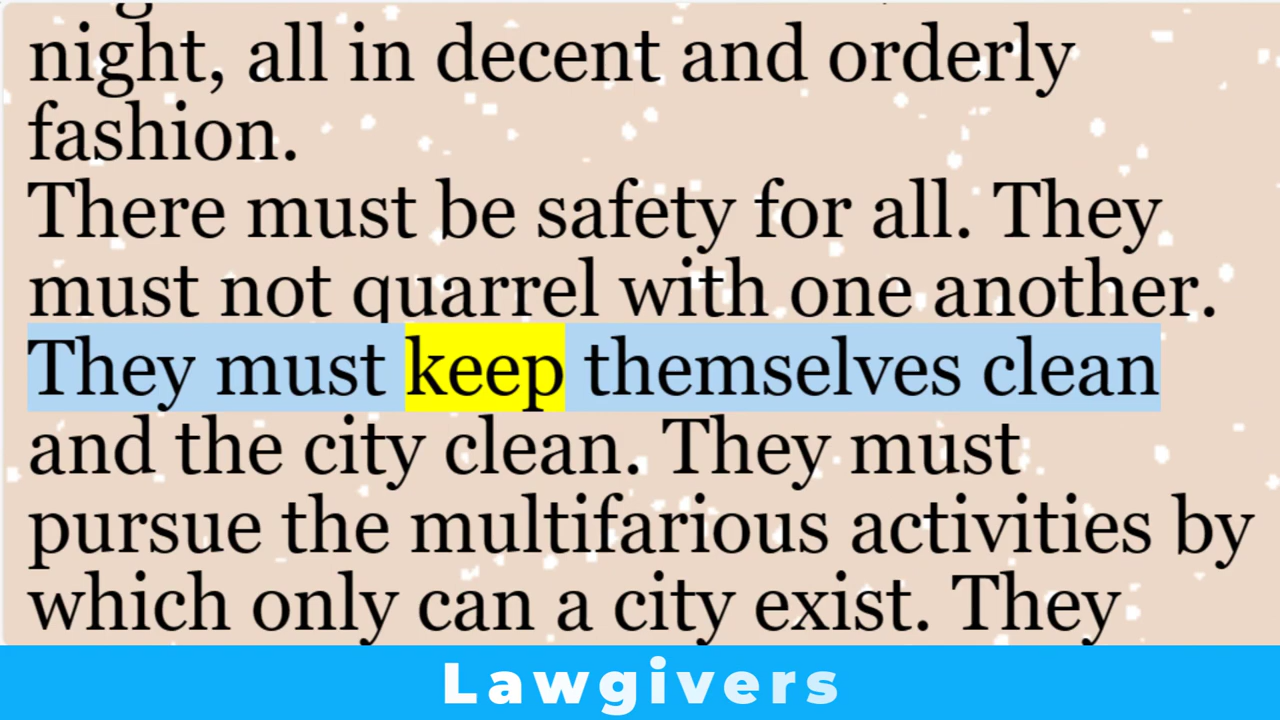 night, all in decent and orderly
fashion.
There must be safety for all. They
must not quarrel with one another.
They must keep themselves clean
and the city clean. They must
pursue the multifarious activities by
which only can a city exist. They
Lawgivers